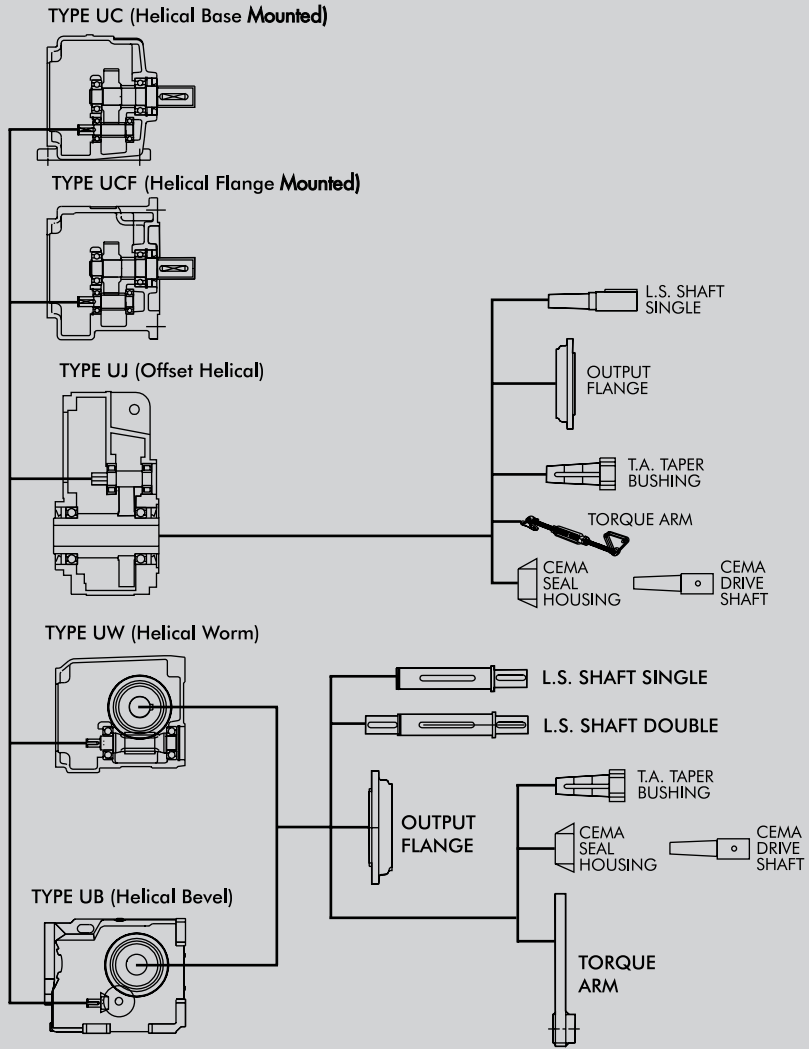 TYPE UC (Helical Base Mounted)
TYPE UCF (Helical Flange Mounted)
TYPE UJ (Offset Helical)
L.S. SHAFT
SINGLE
OUTPUT
FLANGE
T.A. TAPER
BUSHING
TORQUE ARM
CEMA
SEAL
HOUSING
CEMA
DRIVE
SHAFT
TYPE UW (Helical Worm)
L.S. SHAFT SINGLE
L.S. SHAFT DOUBLE
OUTPUT
FLANGE
T.A. TAPER
BUSHING
CEMA
SEAL
HOUSING
CEMA
DRIVE
SHAFT
TYPE UB (Helical Bevel)
TORQUE
ARM